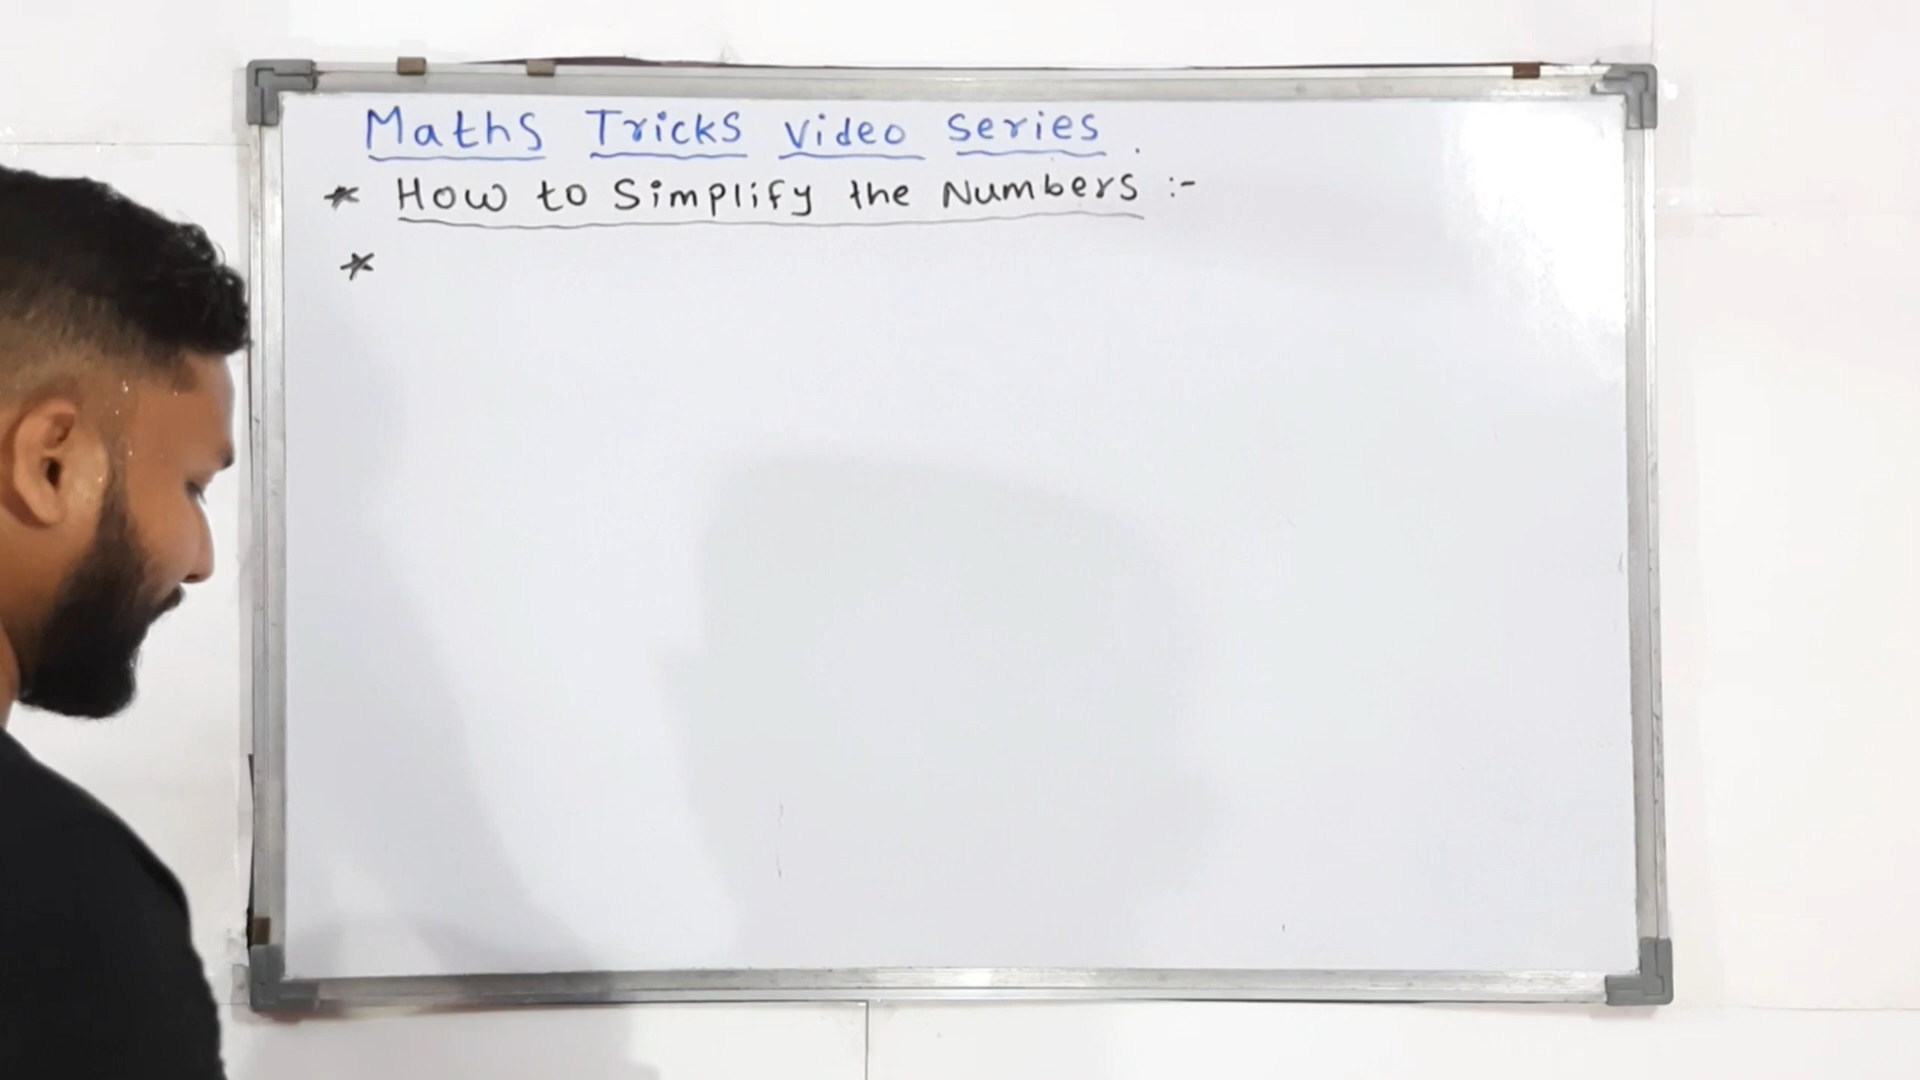 Maths Tricks Video Series.
* How to Simplify the Numbers :-
*